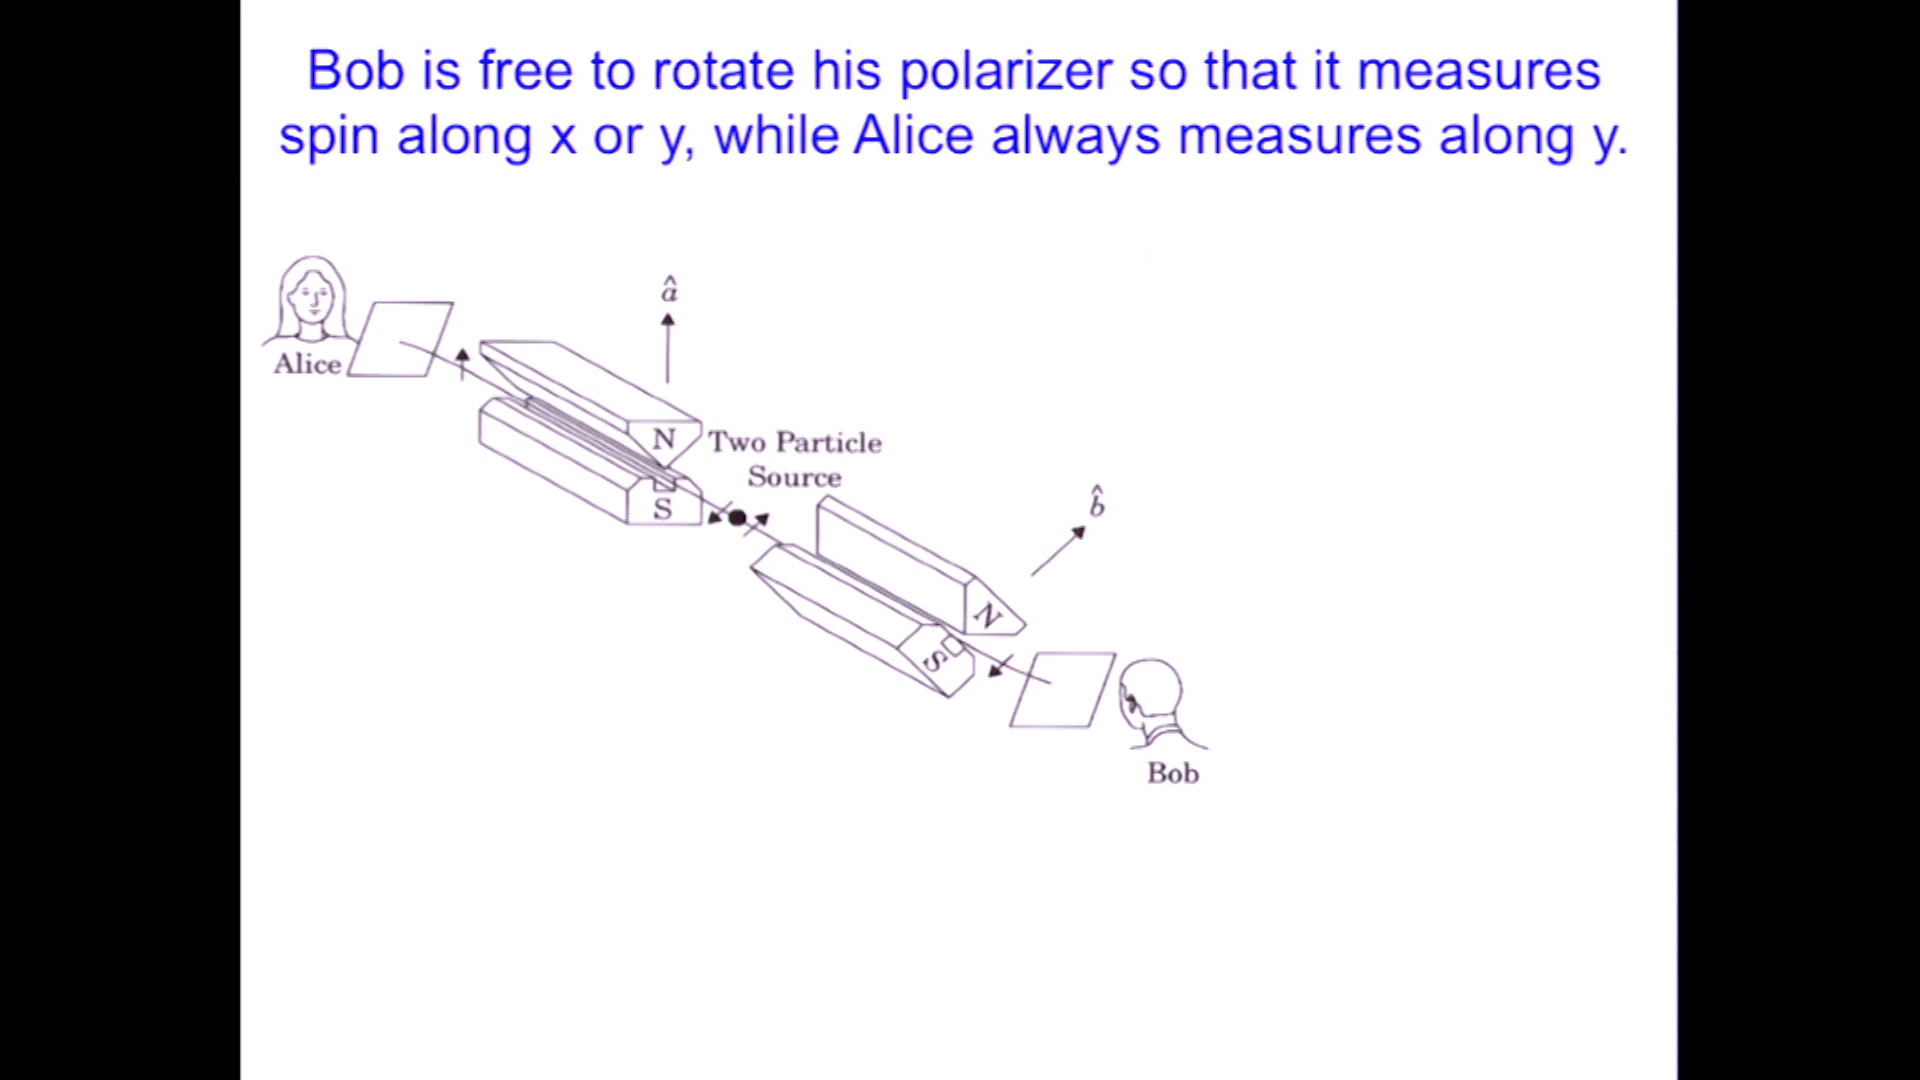 Bob is free to rotate his polarizer so that it measures
spin along x or y, while Alice always measures along y.
â
Alice
N
Two Particle
Source
S
b̂
N
S
Bob